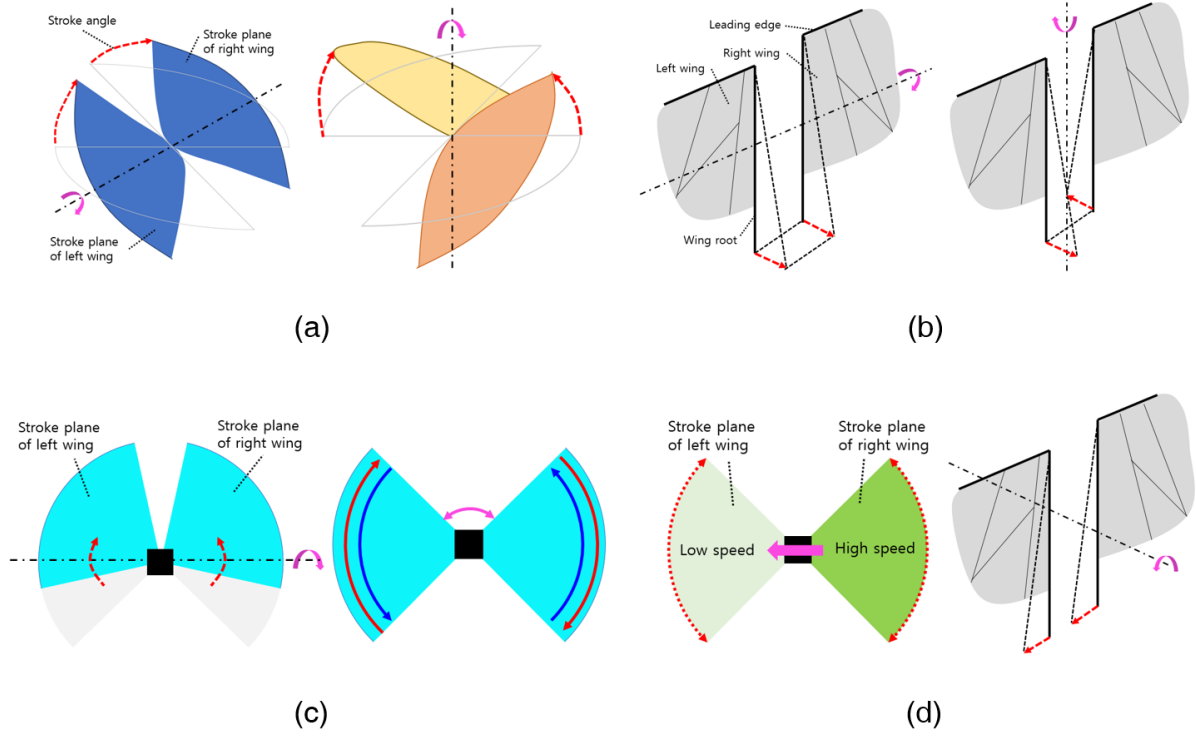 Stroke angle
Stroke plane
of right wing
Stroke plane
of left wing
(a)
Leading edge
Right wing
Left wing
Wing root
(b)
Stroke plane
of left wing
Stroke plane
of right wing
(c)
Stroke plane
of left wing
Stroke plane
of right wing
Low speed
High speed
(d)